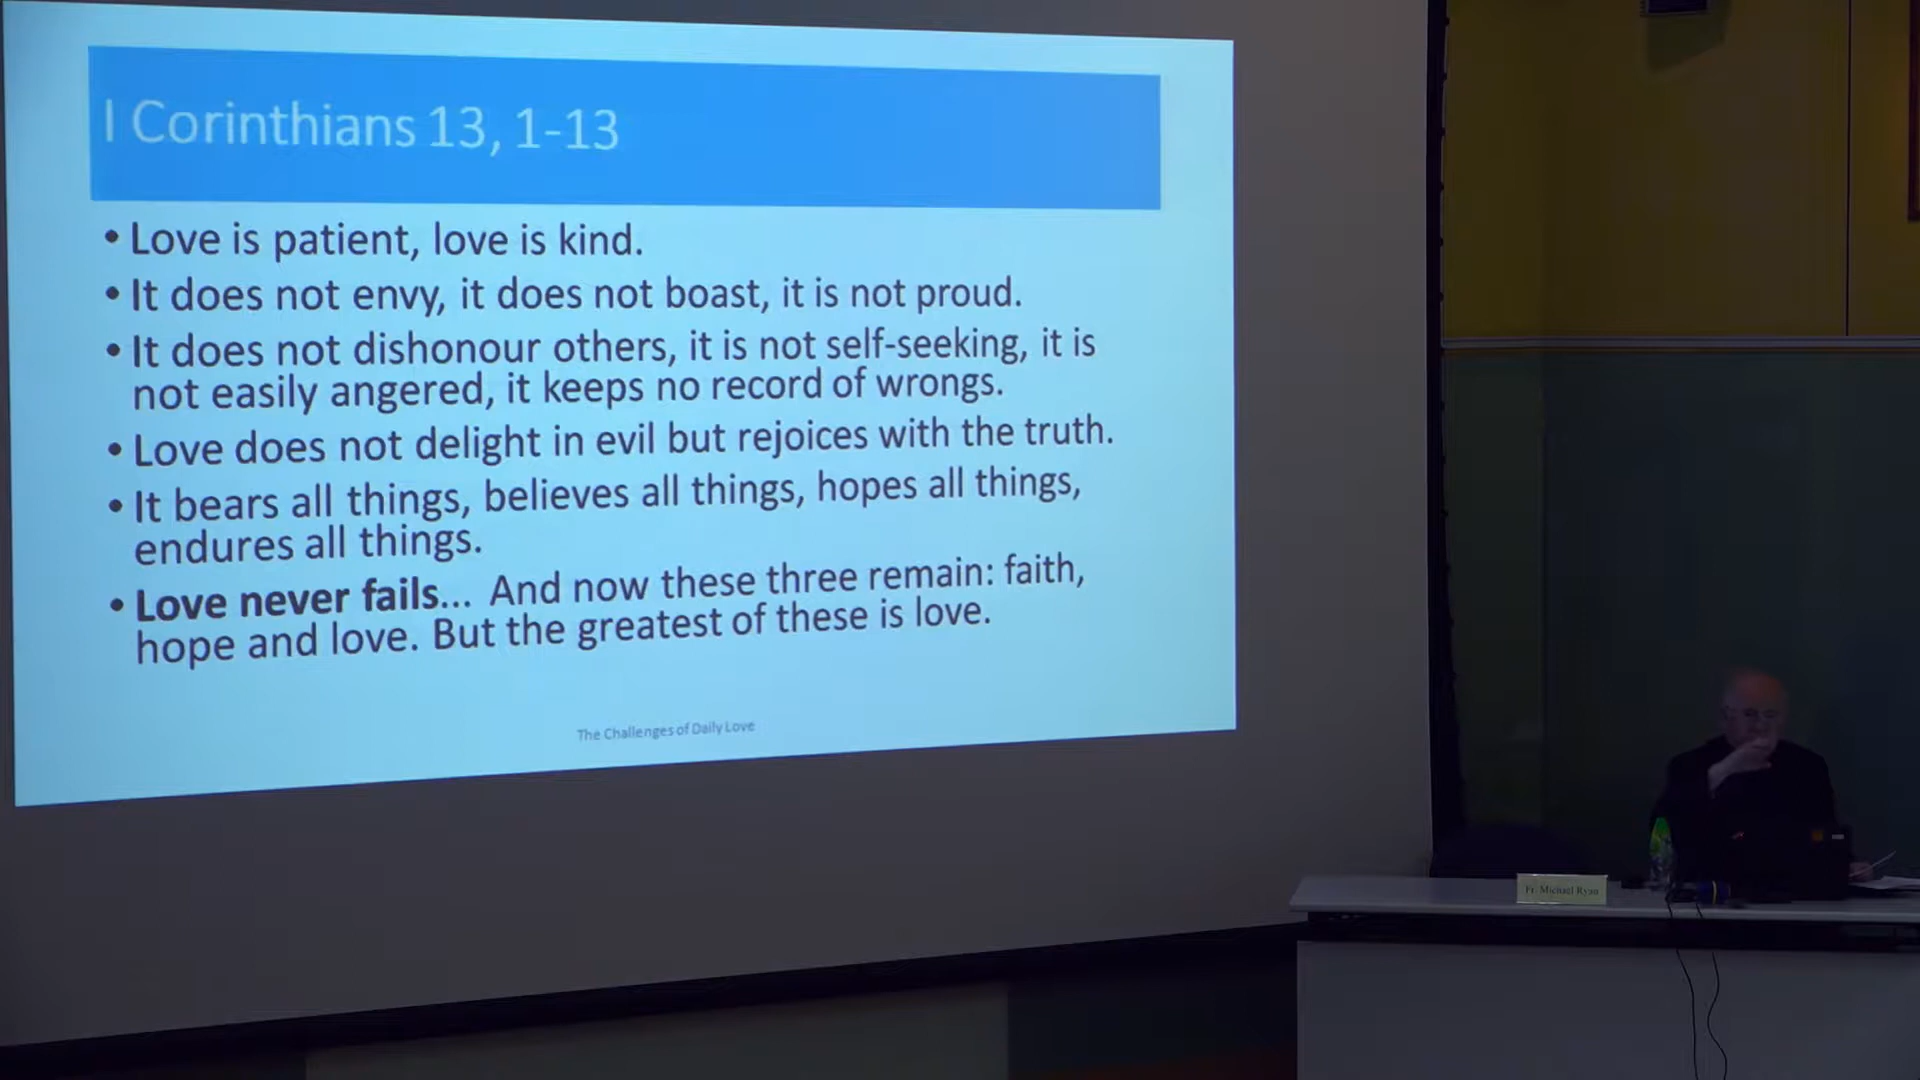 I Corinthians 13, 1-13
• Love is patient, love is kind.
• It does not envy, it does not boast, it is not proud.
• It does not dishonour others, it is not self-seeking, it is
not easily angered, it keeps no record of wrongs.
• Love does not delight in evil but rejoices with the truth.
• It bears all things, believes all things, hopes all things,
endures all things.
• Love never fails... And now these three remain: faith,
hope and love. But the greatest of these is love.
The Challenges of Daily Love
Fr. Michael Ryan